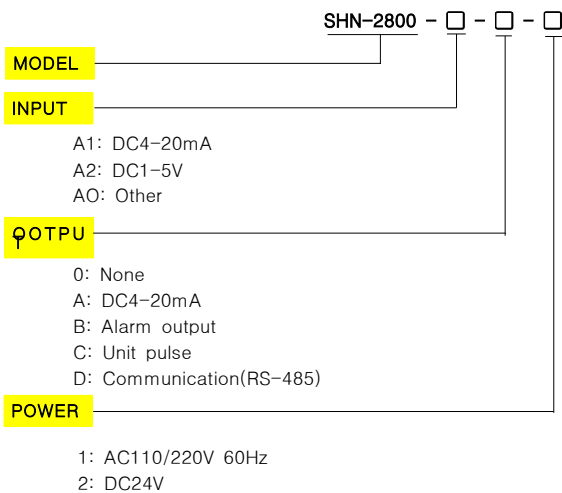 SHN-2800 - □ - □ - □
MODEL
INPUT
A1: DC4-20mA
A2: DC1-5V
AO: Other
OOTPU
T
0: None
A: DC4-20mA
B: Alarm output
C: Unit pulse
D: Communication(RS-485)
POWER
1: AC110/220V 60Hz
2: DC24V